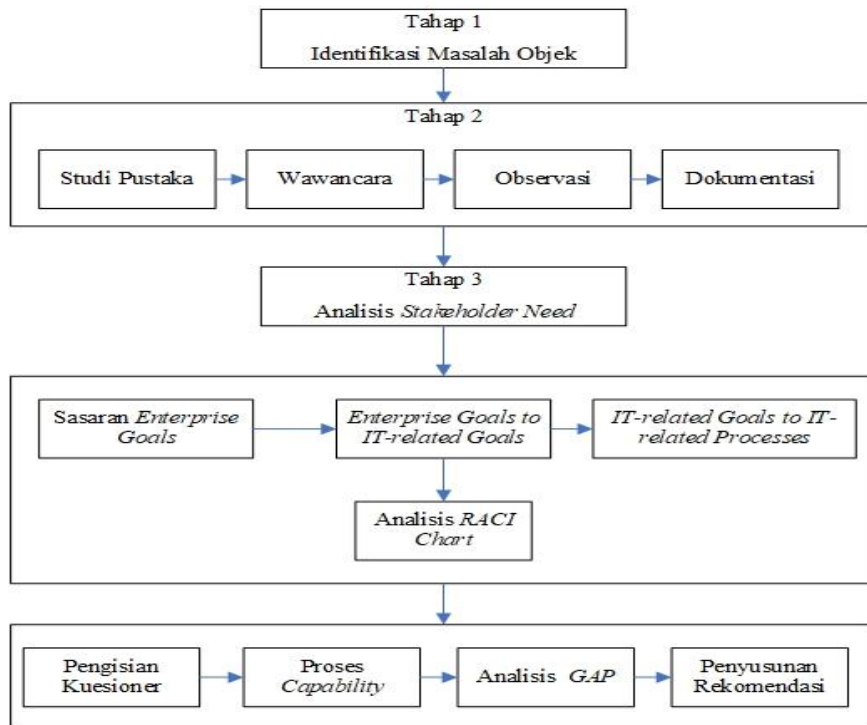 Tahap 1
Identifikasi Masalah Objek
Tahap 2
Studi Pustaka
Wawancara
Observasi
Dokumentasi
Tahap 3
Analisis Stakeholder Need
Sasaran Enterprise
Goals
Enterprise Goals to
IT-related Goals
IT-related Goals to IT-
related Processes
Analisis RACI
Chart
Pengisian
Kuesioner
Proses
Capability
Analisis GAP
Penyusunan
Rekomendasi